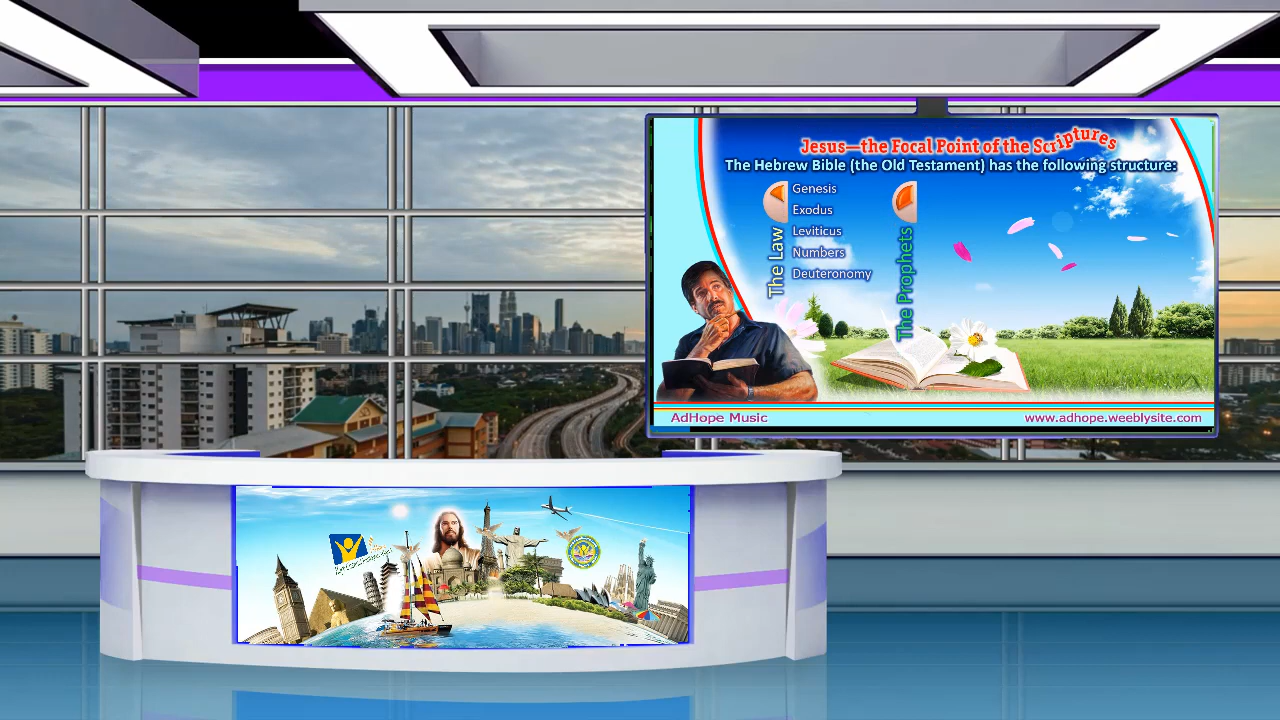 Jesus—the Focal Point of the Scriptures
The Hebrew Bible (the Old Testament) has the following structure:
The Law
Genesis
Exodus
Leviticus
Numbers
Deuteronomy
The Prophets
AdHope Music
www.adhope.weeblysite.com